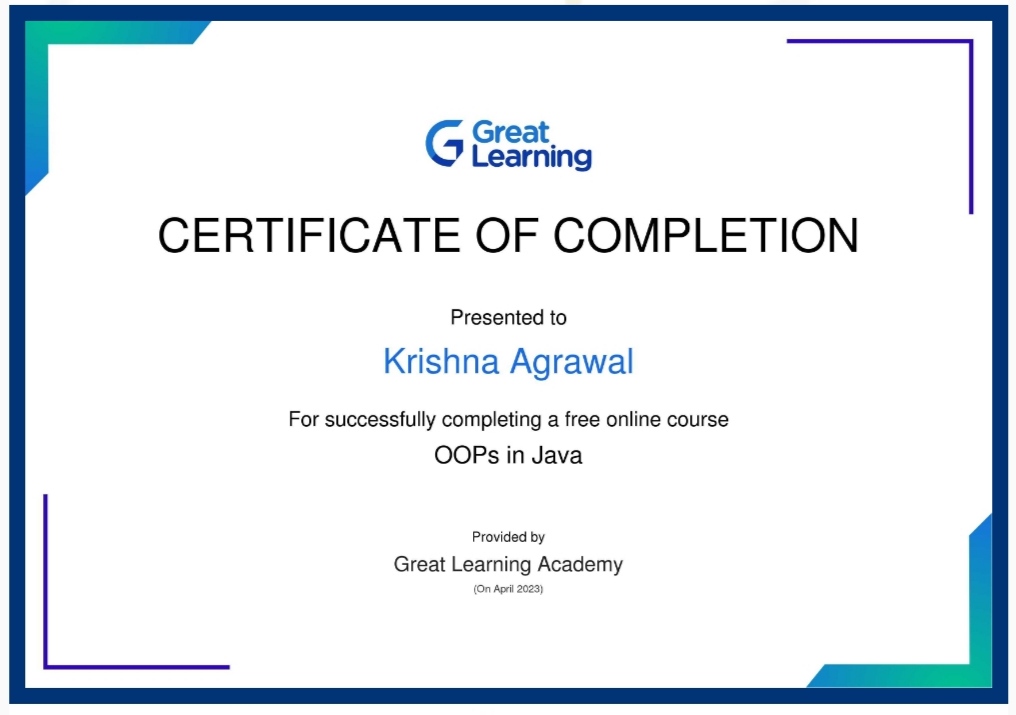 Great
Learning
CERTIFICATE OF COMPLETION
Presented to
Krishna Agrawal
For successfully completing a free online course
OOPs in Java
Provided by
Great Learning Academy
(On April 2023)